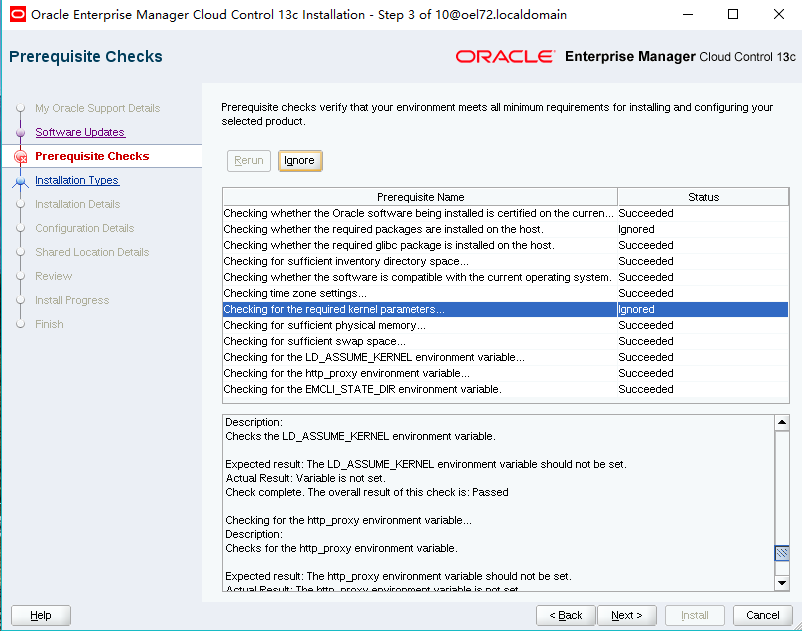 Oracle Enterprise Manager Cloud Control 13c Installation - Step 3 of 10@oel72.localdomain
Prerequisite Checks
ORACLE Enterprise Manager Cloud Control 13c
My Oracle Support Details
Software Updates
Prerequisite Checks
Installation Types
Installation Details
Configuration Details
Shared Location Details
Review
Install Progress
Finish
Prerequisite checks verify that your environment meets all minimum requirements for installing and configuring your
selected product.
Rerun Ignore
Prerequisite Name Status
Checking whether the Oracle software being installed is certified on the curren... Succeeded
Checking whether the required packages are installed on the host. Ignored
Checking whether the required glibc package is installed on the host. Succeeded
Checking for sufficient inventory directory space... Succeeded
Checking whether the software is compatible with the current operating system. Succeeded
Checking time zone settings... Succeeded
Checking for the required kernel parameters... Ignored
Checking for sufficient physical memory... Succeeded
Checking for sufficient swap space... Succeeded
Checking for the LD_ASSUME_KERNEL environment variable... Succeeded
Checking for the http_proxy environment variable... Succeeded
Checking for the EMCLI_STATE_DIR environment variable. Succeeded
Description:
Checks the LD_ASSUME_KERNEL environment variable.
Expected result: The LD_ASSUME_KERNEL environment variable should not be set.
Actual Result: Variable is not set.
Check complete. The overall result of this check is: Passed
Checking for the http_proxy environment variable...
Description:
Checks for the http_proxy environment variable.
Expected result: The http_proxy environment variable should not be set.
Actual Result: The http_proxy environment variable is not set.
Help < Back Next > Install Cancel